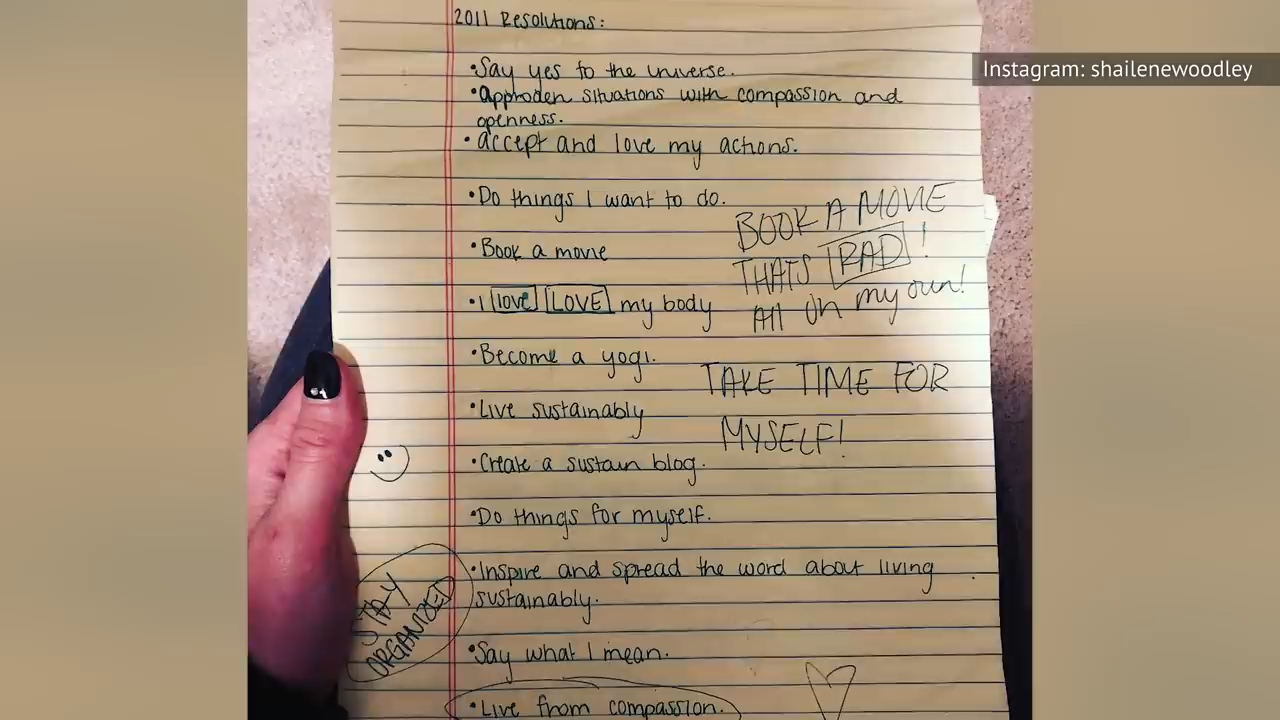 2011 Resolutions:
Instagram: shailenewoodley
•Say yes to the universe.
•Approach situations with compassion and
openness.
•accept and love my actions.
•Do things I want to do.
BOOK A MOVIE
THATS RAD!
All On my own!
•Book a movie
•I love LOVE my body
•Become a yogi.
TAKE TIME FOR
MYSELF!
•Live sustainably
•Create a sustain blog.
•Do things for myself.
•Inspire and spread the word about living
sustainably.
STAY
ORGANIZED
•Say what I mean.
•Live from compassion.